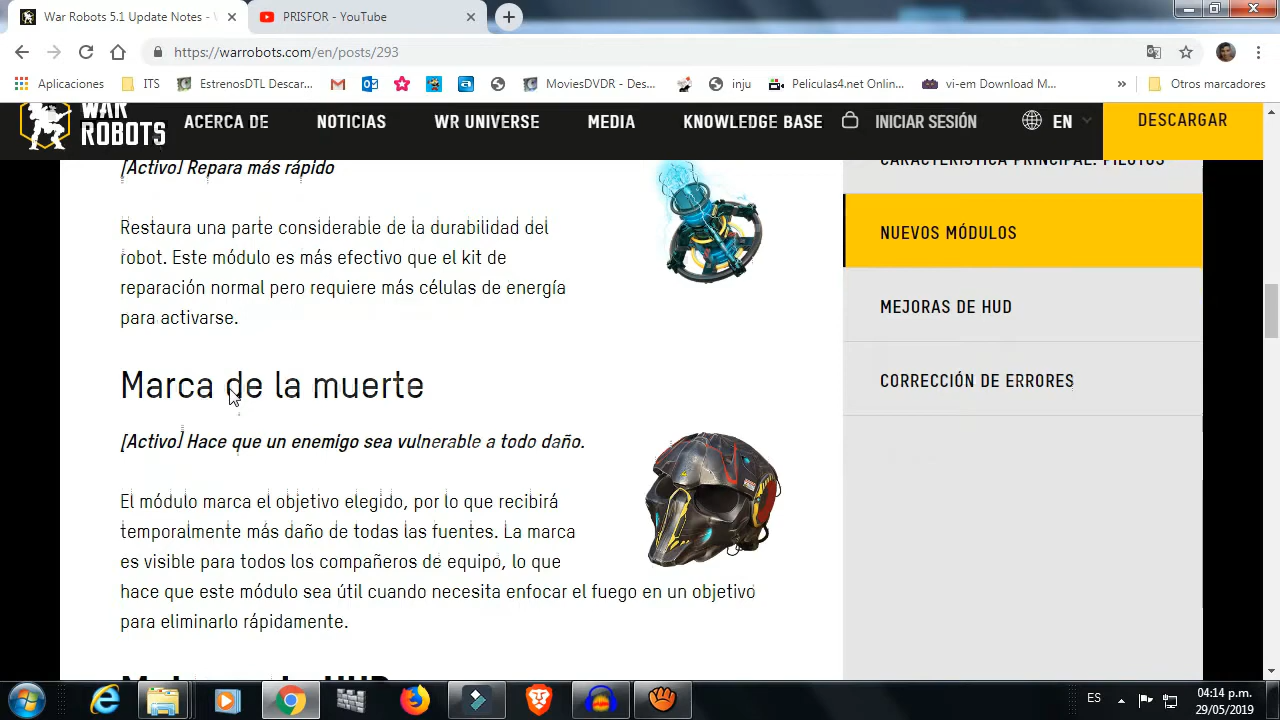 War Robots 5.1 Update Notes -
PRISFOR - YouTube
https://warrobots.com/en/posts/293
Aplicaciones
ITS
EstrenosDTL Descar...
MoviesDVDR - Des...
inju
Peliculas4.net Onlin...
vi-em Download M...
»
Otros marcadores
WAR
ROBOTS
ACERCA DE
NOTICIAS
WR UNIVERSE
MEDIA
KNOWLEDGE BASE
INICIAR SESIÓN
EN
DESCARGAR
CARACTERÍSTICA PRINCIPAL: PILOTOS
[Activo] Repara más rápido
Restaura una parte considerable de la durabilidad del
robot. Este módulo es más efectivo que el kit de
reparación normal pero requiere más células de energía
para activarse.
Marca de la muerte
[Activo] Hace que un enemigo sea vulnerable a todo daño.
El módulo marca el objetivo elegido, por lo que recibirá
temporalmente más daño de todas las fuentes. La marca
es visible para todos los compañeros de equipo, lo que
hace que este módulo sea útil cuando necesita enfocar el fuego en un objetivo
para eliminarlo rápidamente.
NUEVOS MÓDULOS
MEJORAS DE HUD
CORRECCIÓN DE ERRORES
ES
04:14 p.m.
29/05/2019